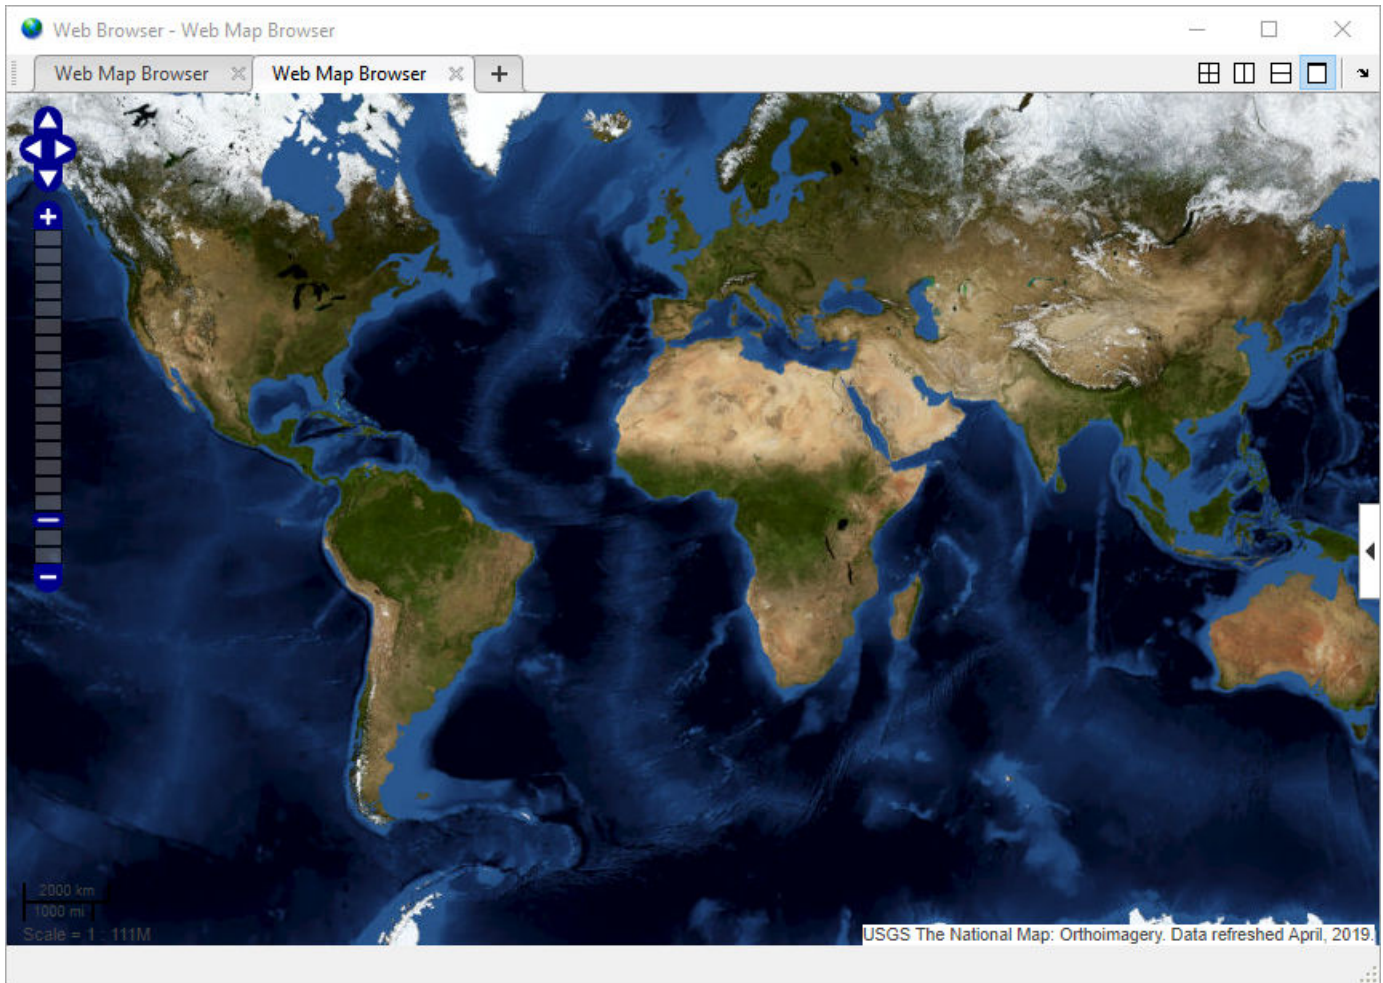 Web Browser - Web Map Browser
Web Map Browser
Web Map Browser
2000 km
1000 mi
Scale = 1 : 111M
USGS The National Map: Orthoimagery. Data refreshed April, 2019.